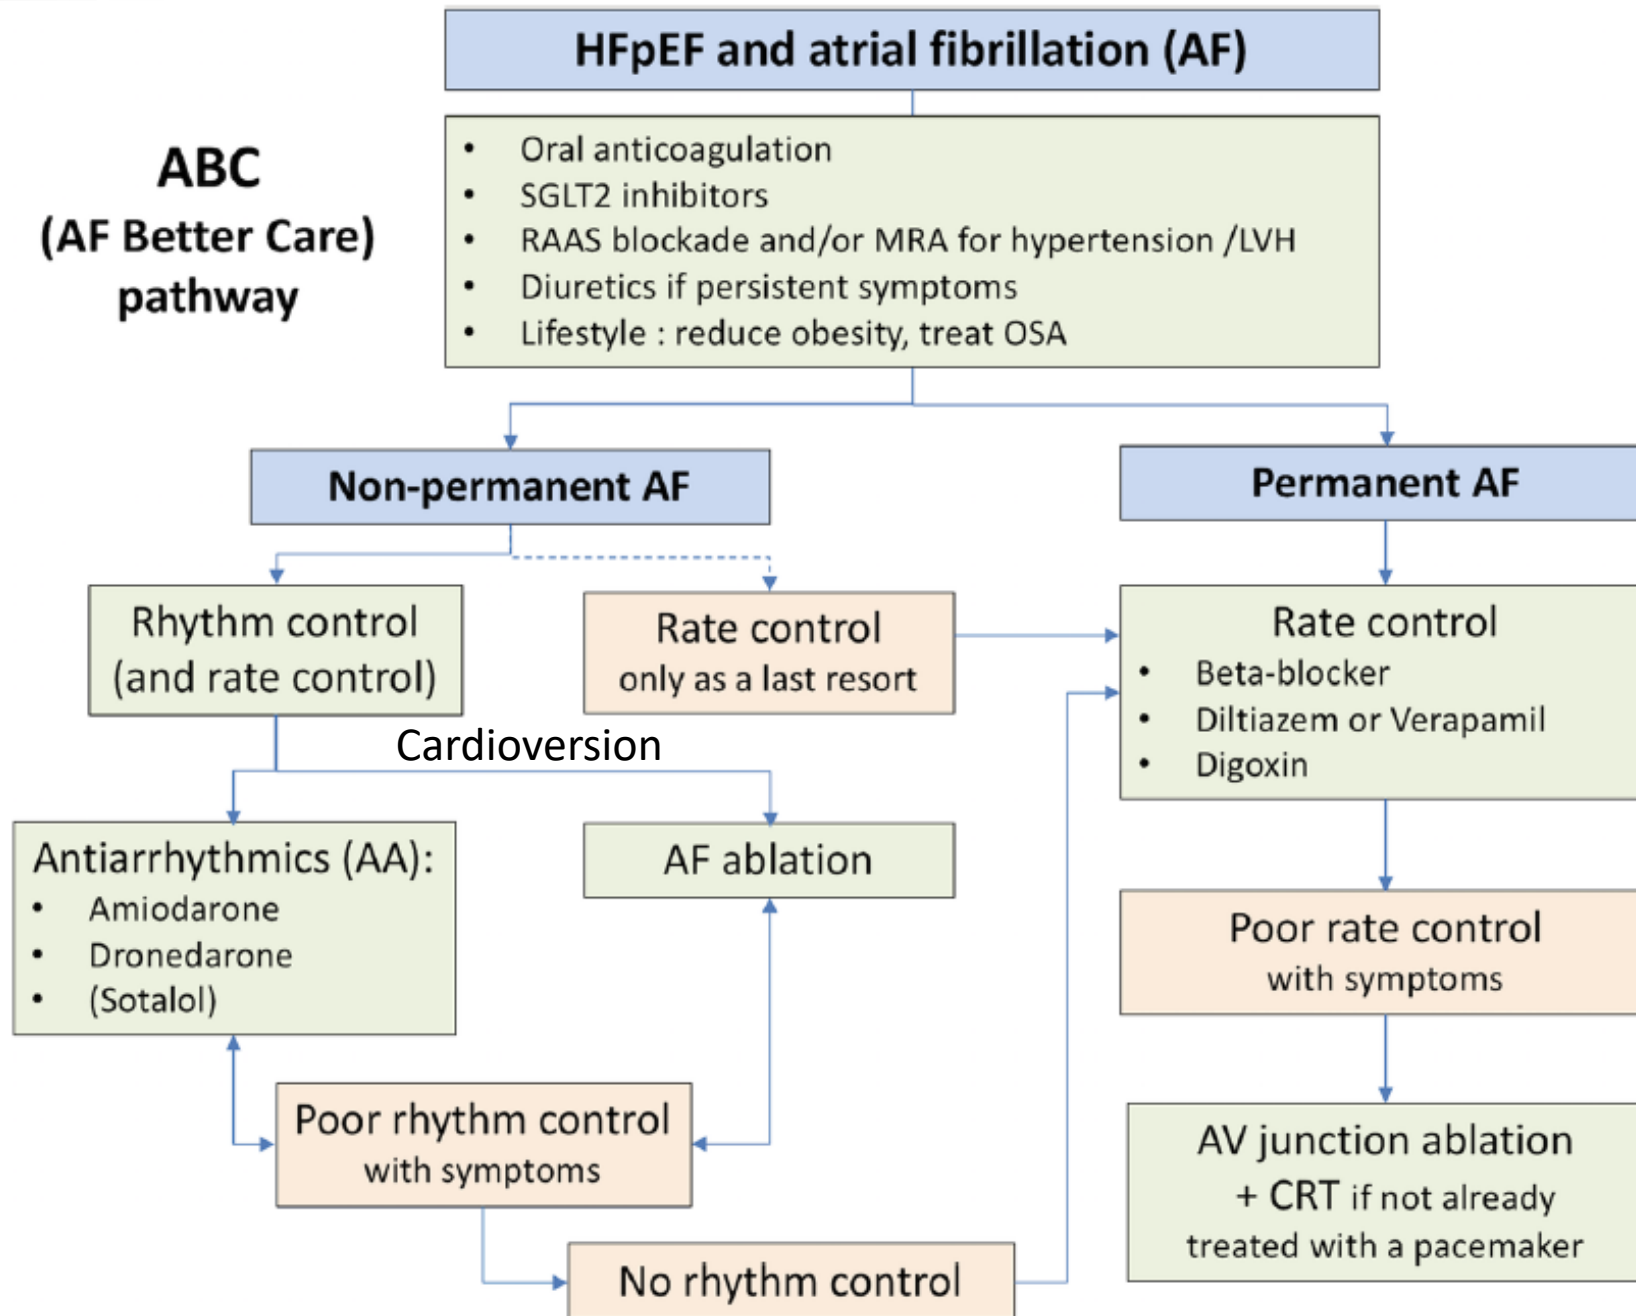 HFpEF and atrial fibrillation (AF)
ABC
(AF Better Care)
pathway
• Oral anticoagulation
• SGLT2 inhibitors
• RAAS blockade and/or MRA for hypertension /LVH
• Diuretics if persistent symptoms
• Lifestyle : reduce obesity, treat OSA
Non-permanent AF
Permanent AF
Rhythm control
(and rate control)
Rate control
only as a last resort
Rate control
• Beta-blocker
• Diltiazem or Verapamil
• Digoxin
Cardioversion
Antiarrhythmics (AA):
• Amiodarone
• Dronedarone
• (Sotalol)
AF ablation
Poor rate control
with symptoms
Poor rhythm control
with symptoms
AV junction ablation
+ CRT if not already
treated with a pacemaker
No rhythm control